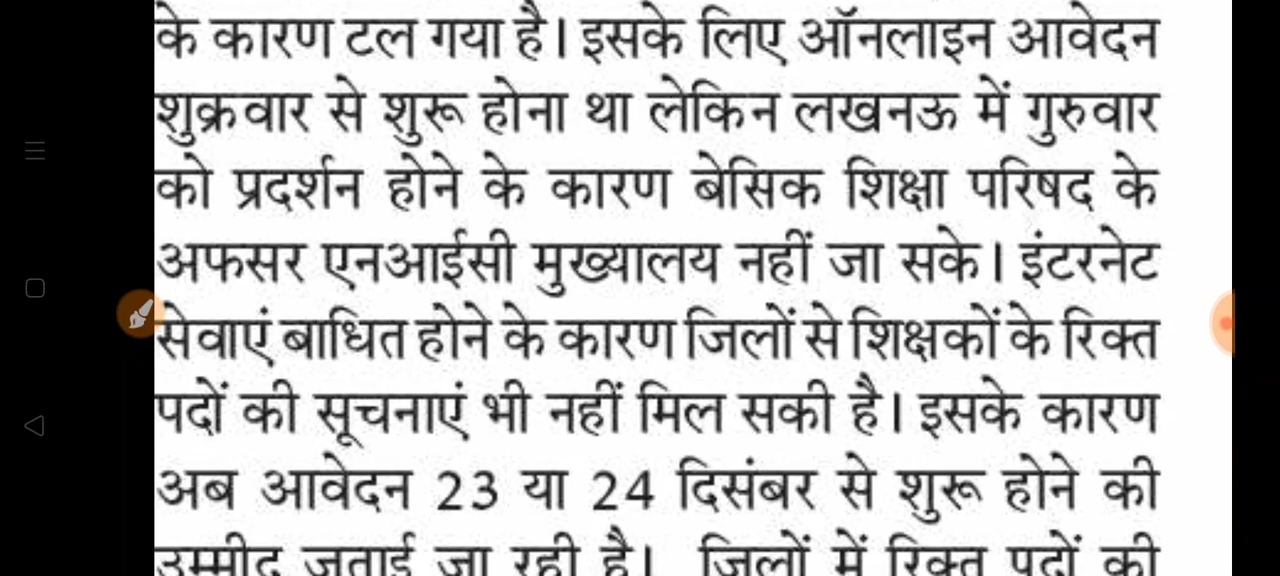 के कारण टल गया है। इसके लिए ऑनलाइन आवेदन
शुक्रवार से शुरू होना था लेकिन लखनऊ में गुरुवार
को प्रदर्शन होने के कारण बेसिक शिक्षा परिषद के
अफसर एनआईसी मुख्यालय नहीं जा सके। इंटरनेट
सेवाएं बाधित होने के कारण जिलों से शिक्षकों के रिक्त
पदों की सूचनाएं भी नहीं मिल सकी है। इसके कारण
अब आवेदन 23 या 24 दिसंबर से शुरू होने की
उम्मीद जताई जा रही है। जिलों में रिक्त पदों की